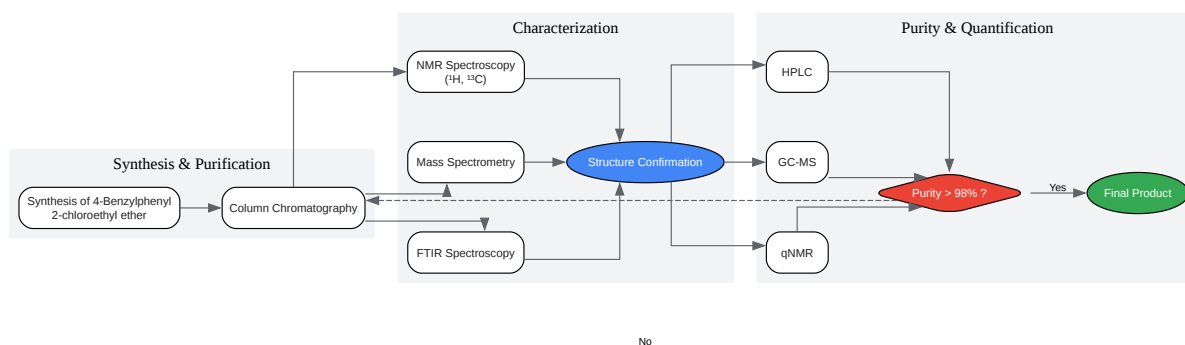 Synthesis & Purification
Synthesis of 4-Benzylphenyl
2-chloroethyl ether
Column Chromatography
Characterization
NMR Spectroscopy
(¹H, ¹³C)
Mass Spectrometry
FTIR Spectroscopy
Structure Confirmation
Purity & Quantification
HPLC
GC-MS
qNMR
Purity > 98% ?
Yes
Final Product
No